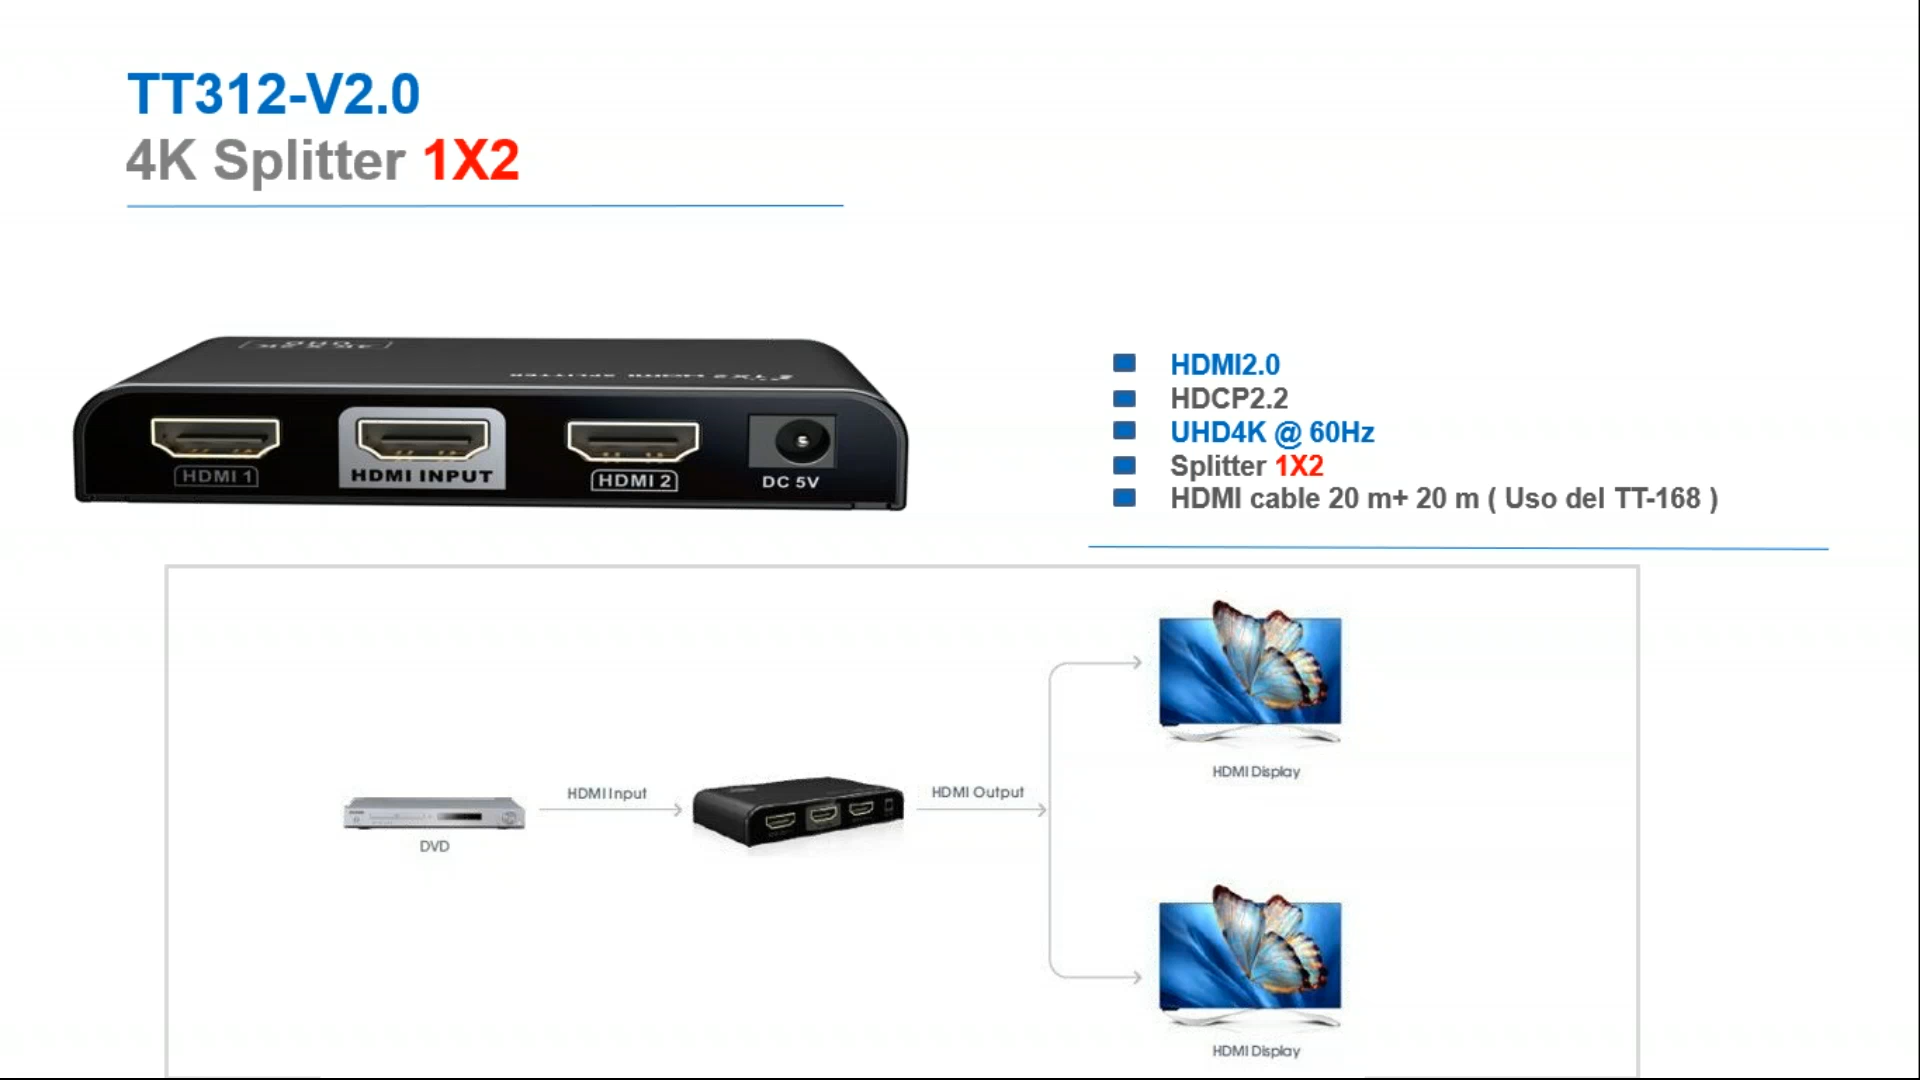 TT312-V2.0
4K Splitter 1X2
HDMI 1
HDMI INPUT
HDMI 2
DC 5V
HDMI2.0
HDCP2.2
UHD4K @ 60Hz
Splitter 1X2
HDMI cable 20 m+ 20 m ( Uso del TT-168 )
HDMI Input
HDMI Output
DVD
HDMI Display
HDMI Display